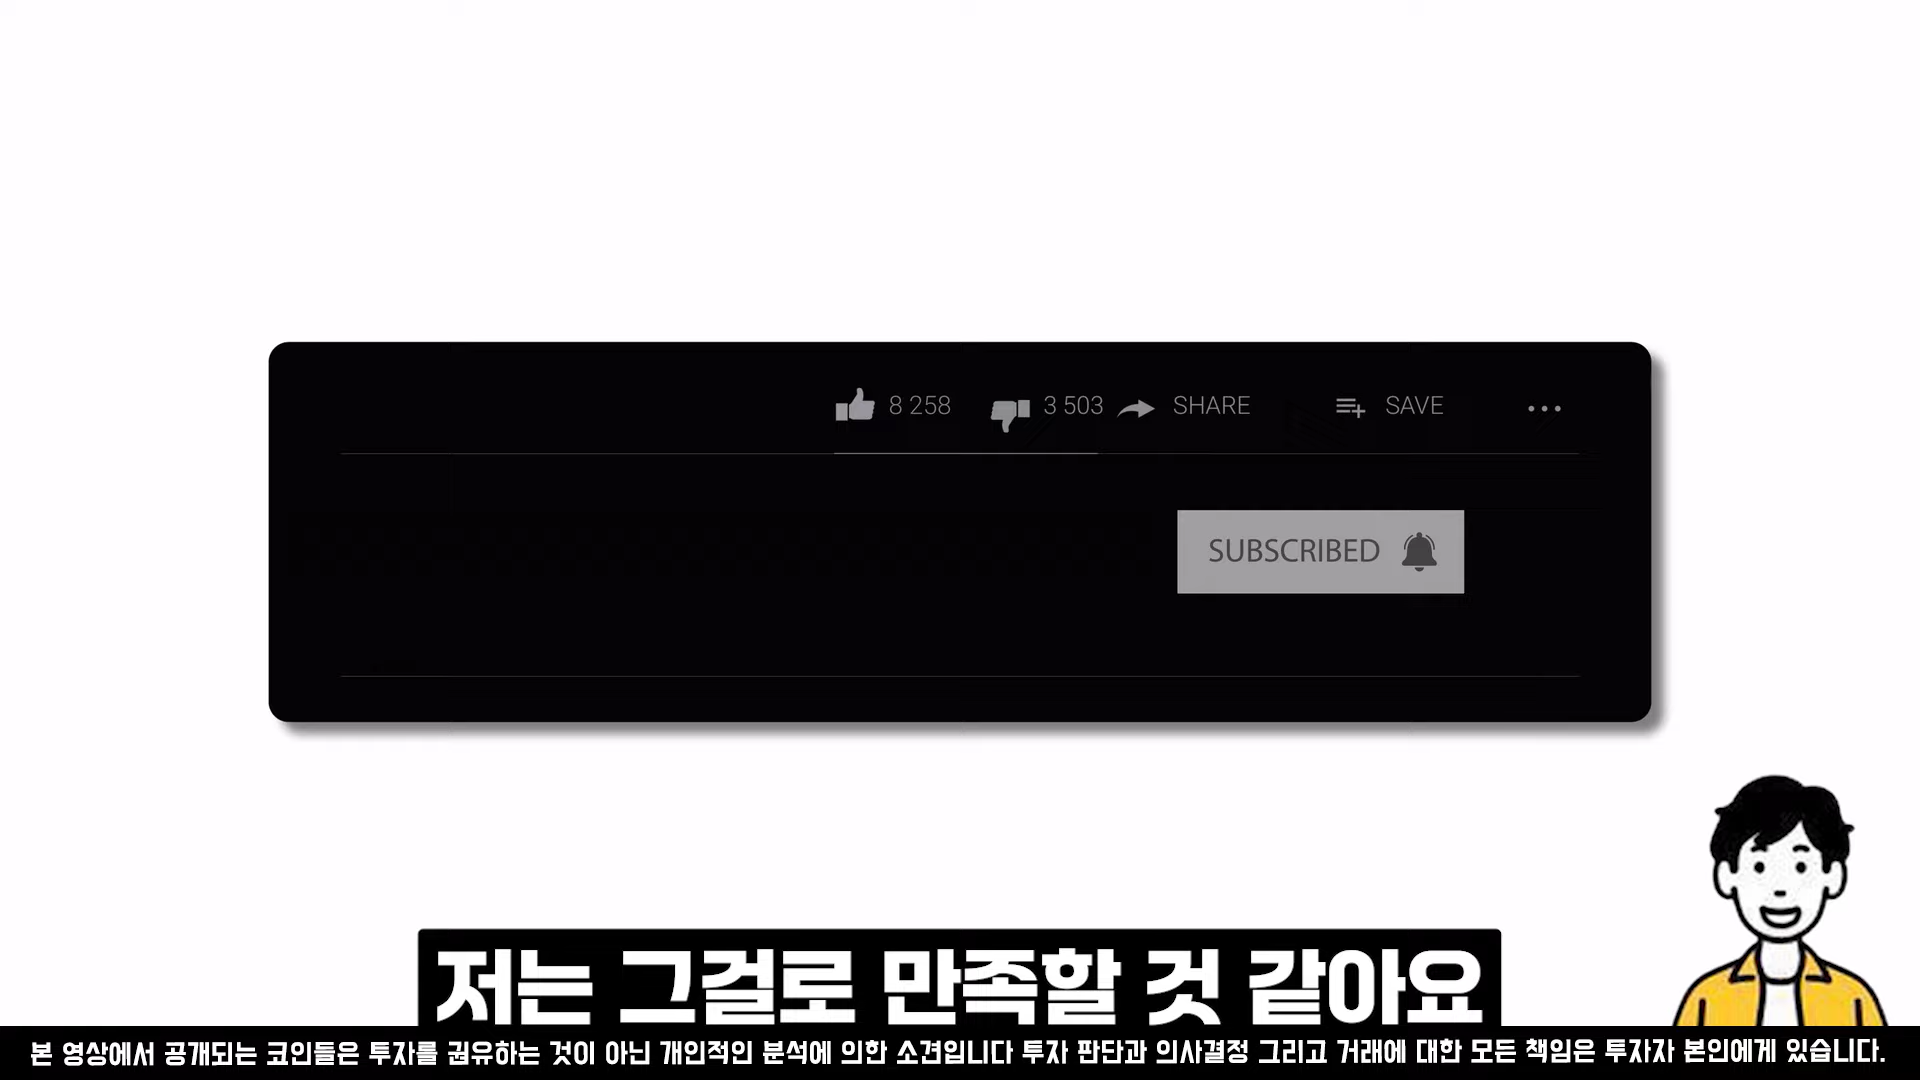 8 258 3 503 SHARE SAVE
SUBSCRIBED
저는 그걸로 만족할 것 같아요
본 영상에서 공개되는 코인들은 투자를 권유하는 것이 아닌 개인적인 분석에 의한 소견입니다 투자 판단과 의사결정 그리고 거래에 대한 모든 책임은 투자자 본인에게 있습니다.